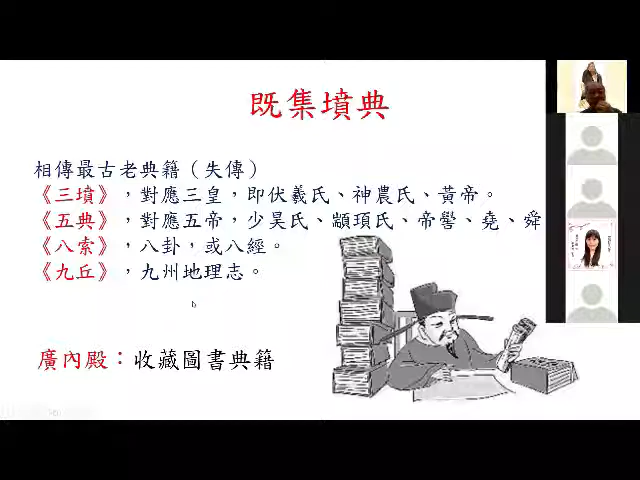 既集墳典
相傳最古老典籍（失傳）
《三墳》，對應三皇，即伏羲氏、神農氏、黃帝。
《五典》，對應五帝，少昊氏、顓頊氏、帝嚳、堯、舜
《八索》，八卦，或八經。
《九丘》，九州地理志。
廣內殿：收藏圖書典籍